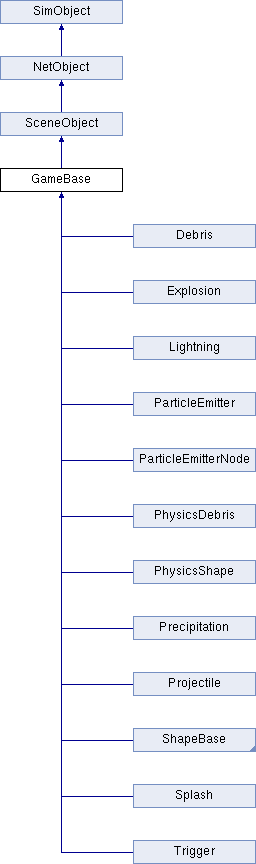 SimObject
NetObject
SceneObject
GameBase
Debris
Explosion
Lightning
ParticleEmitter
ParticleEmitterNode
PhysicsDebris
PhysicsShape
Precipitation
Projectile
ShapeBase
Splash
Trigger